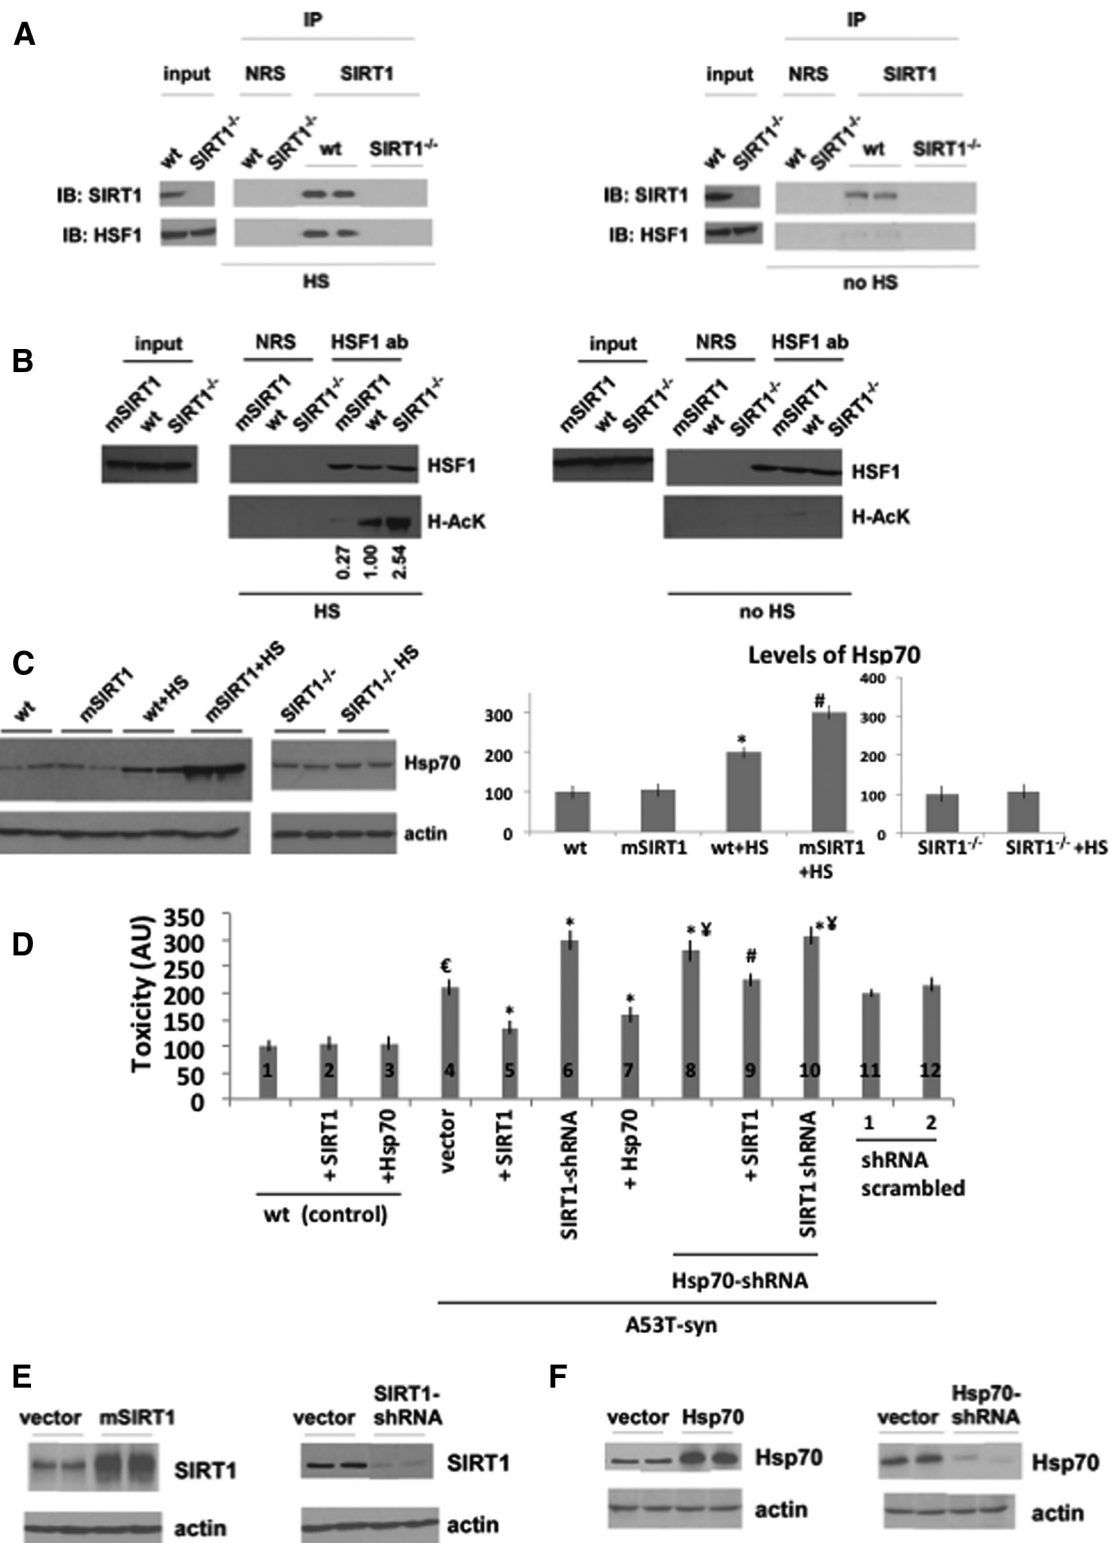 A
IP
input NRS SIRT1
wt SIRT1-/- wt SIRT1-/- wt SIRT1-/-
IB: SIRT1
IB: HSF1
HS
IP
input NRS SIRT1
wt SIRT1-/- wt SIRT1-/- wt SIRT1-/-
IB: SIRT1
IB: HSF1
no HS
B
input NRS HSF1 ab
mSIRT1 wt SIRT1-/- mSIRT1 wt SIRT1-/- mSIRT1 wt SIRT1-/-
HSF1
H-AcK
0.27 1.00 2.54
HS
input NRS HSF1 ab
mSIRT1 wt SIRT1-/- mSIRT1 wt SIRT1-/- mSIRT1 wt SIRT1-/-
HSF1
H-AcK
no HS
C
wt mSIRT1 wt+HS mSIRT1+HS SIRT1-/- SIRT1-/- HS
Hsp70
actin
Levels of Hsp70
300
200
100
0
* #
wt mSIRT1 wt+HS mSIRT1
+HS
400
300
200
100
0
SIRT1-/- SIRT1-/- +HS
D
Toxicity (AU)
350
300
250
200
150
100
50
0
€ * * * * ¥ # * ¥
1 2 3 4 5 6 7 8 9 10 11 12
+ SIRT1 +Hsp70 vector + SIRT1 SIRT1-shRNA + Hsp70 + SIRT1 SIRT1 shRNA 1 2
wt (control)
shRNA
scrambled
Hsp70-shRNA
A53T-syn
E
vector mSIRT1
SIRT1
actin
vector SIRT1-
shRNA
SIRT1
actin
F
vector Hsp70
Hsp70
actin
vector Hsp70-
shRNA
Hsp70
actin